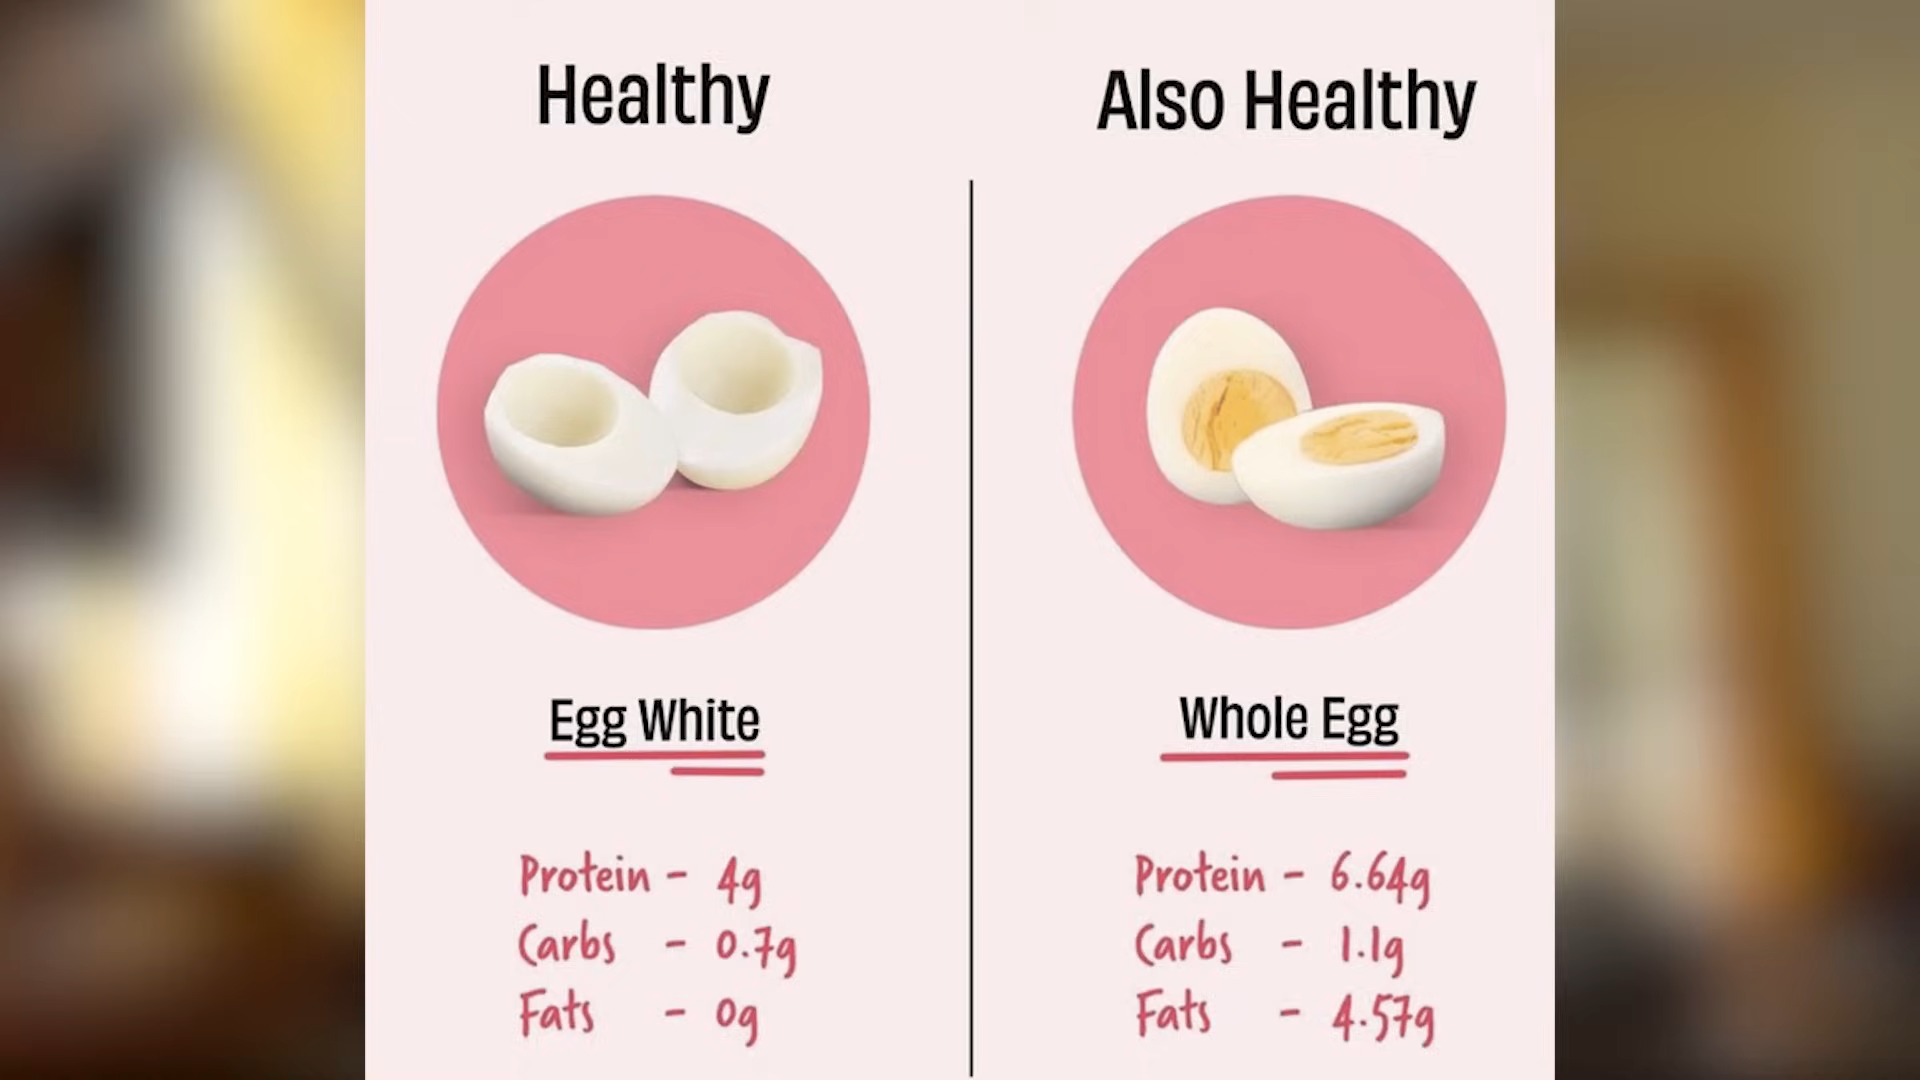 Healthy
Also Healthy
Egg White
Whole Egg
Protein - 4g
Carbs - 0.7g
Fats - 0g
Protein - 6.64g
Carbs - 1.1g
Fats - 4.57g